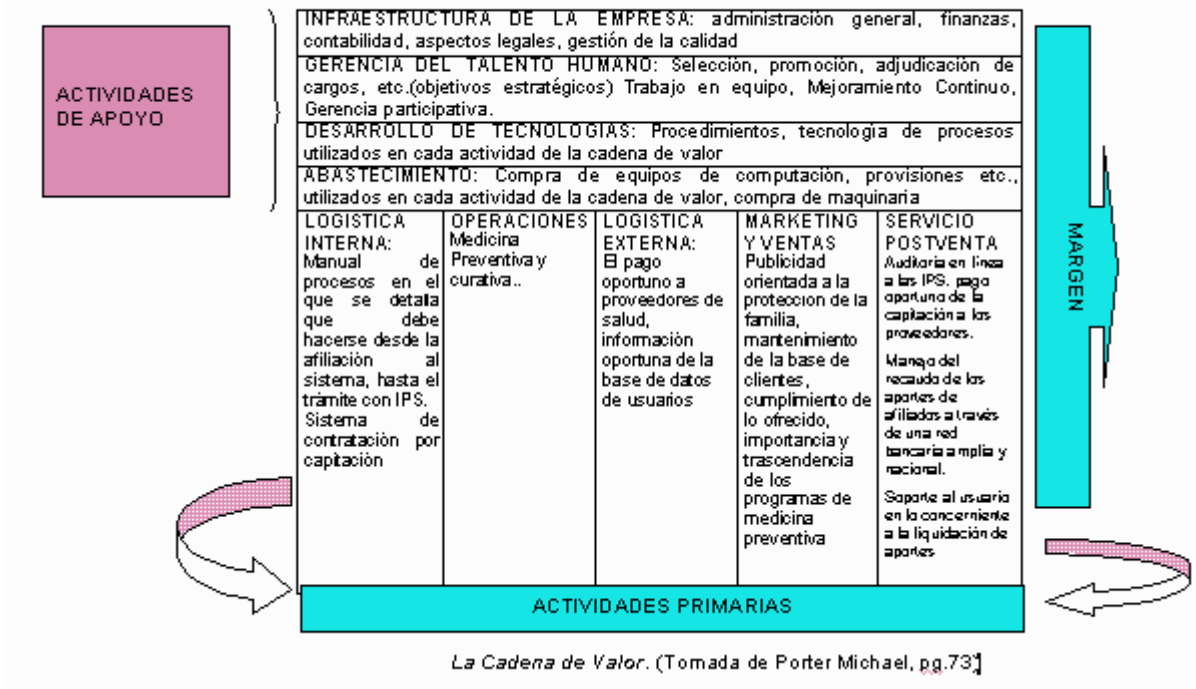 ACTIVIDADES
DE APOYO
INFRAESTRUCTURA DE LA EMPRESA: administración general, finanzas,
contabilidad, aspectos legales, gestión de la calidad
GERENCIA DEL TALENTO HUMANO: Selección, promoción, adjudicación de
cargos, etc.(objetivos estratégicos) Trabajo en equipo, Mejoramiento Continuo,
Gerencia participativa.
DESARROLLO DE TECNOLOGIAS: Procedimientos, tecnologia de procesos
utilizados en cada actividad de la cadena de valor
ABASTECIMIENTO: Compra de equipos de computación, provisiones etc.,
utilizados en cada actividad de la cadena de valor, compra de maquinaria
LOGISTICA
INTERNA:
Manual de
procesos en el
que se detalla
que debe
hacerse desde la
afiliación al
sistema, hasta el
trámite con IPS.
Sistema de
contratación por
capitación
OPERACIONES
Medicina
Preventiva y
curativa..
LOGISTICA
EXTERNA:
El pago
oportuno a
proveedores de
salud,
información
oportuna de la
base de datos
de usuarios
MARKETING
Y VENTAS
Publicidad
orientada a la
proteccion de la
familia,
mantenimiento
de la base de
clientes,
cumplimiento de
lo ofrecido,
importancia y
trascendencia
de los
programas de
medicina
preventiva
SERVICIO
POSTVENTA
Auditoria en linea
a las IPS. pago
oportuno de la
capitación a los
proveedores.
Manejo del
recaudo de los
aportes de
afiliados a través
de una red
bancaria amplia y
nacional.
Soporte al usuario
en lo concerniente
a la liquidación de
aportes
MARGEN
ACTIVIDADES PRIMARIAS
La Cadena de Valor. (Tomada de Porter Michael, pg.73)